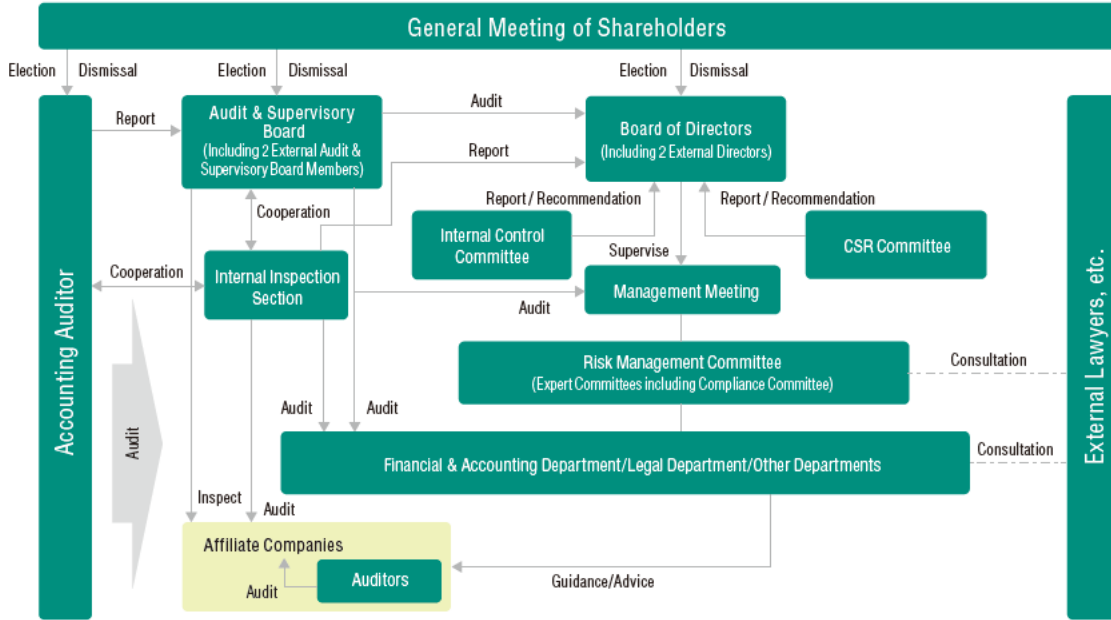 General Meeting of Shareholders
Election
Dismissal
Election
Dismissal
Election
Dismissal
Accounting Auditor
Report
Audit & Supervisory
Board
(Including 2 External Audit &
Supervisory Board Members)
Audit
Report
Board of Directors
(Including 2 External Directors)
External Lawyers, etc.
Cooperation
Report / Recommendation
Report / Recommendation
Internal Control
Committee
Supervise
CSR Committee
Cooperation
Internal Inspection
Section
Audit
Management Meeting
Risk Management Committee
(Expert Committees including Compliance Committee)
Consultation
Audit
Audit
Audit
Financial & Accounting Department/Legal Department/Other Departments
Consultation
Inspect
Audit
Affiliate Companies
Auditors
Audit
Guidance/Advice